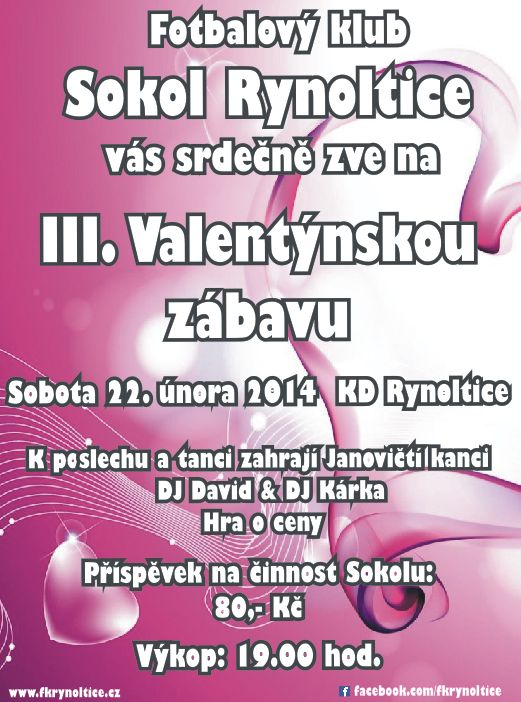 Fotbalový klub
Sokol Rynoltice
vás srdečně zve na
III. Valentýnskou
zábavu
Sobota 22. února 2014 KD Rynoltice
K poslechu a tanci zahrají Janovičtí kanci
DJ David & DJ Kárka
Hra o ceny
Příspěvek na činnost Sokolu:
80,- Kč
Výkop: 19.00 hod.
www.fkrynoltice.cz facebook.com/fkrynoltice